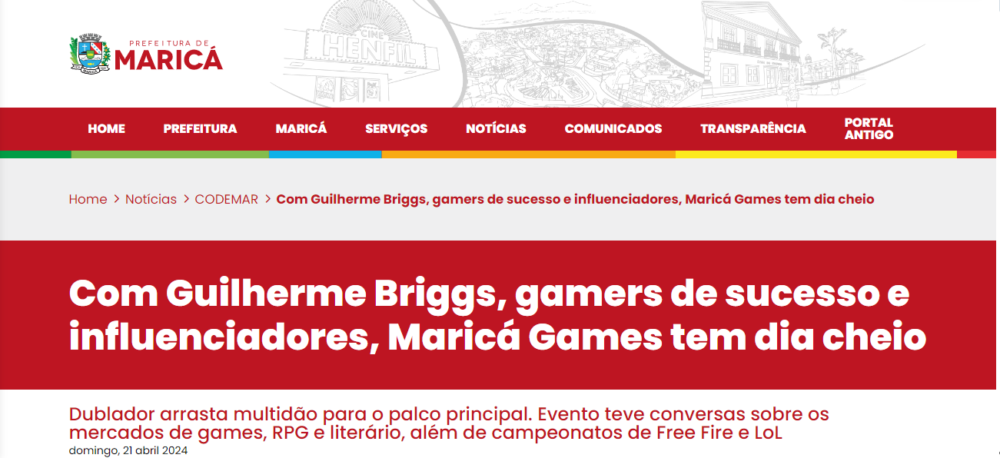 CINE
HENFIL
PREFEITURA DE
MARICÁ
HOME PREFEITURA MARICÁ SERVIÇOS NOTÍCIAS COMUNICADOS TRANSPARÊNCIA PORTAL
ANTIGO
Home > Notícias > CODEMAR > Com Guilherme Briggs, gamers de sucesso e influenciadores, Maricá Games tem dia cheio
Com Guilherme Briggs, gamers de sucesso e
influenciadores, Maricá Games tem dia cheio
Dublador arrasta multidão para o palco principal. Evento teve conversas sobre os
mercados de games, RPG e literário, além de campeonatos de Free Fire e LoL
domingo, 21 abril 2024